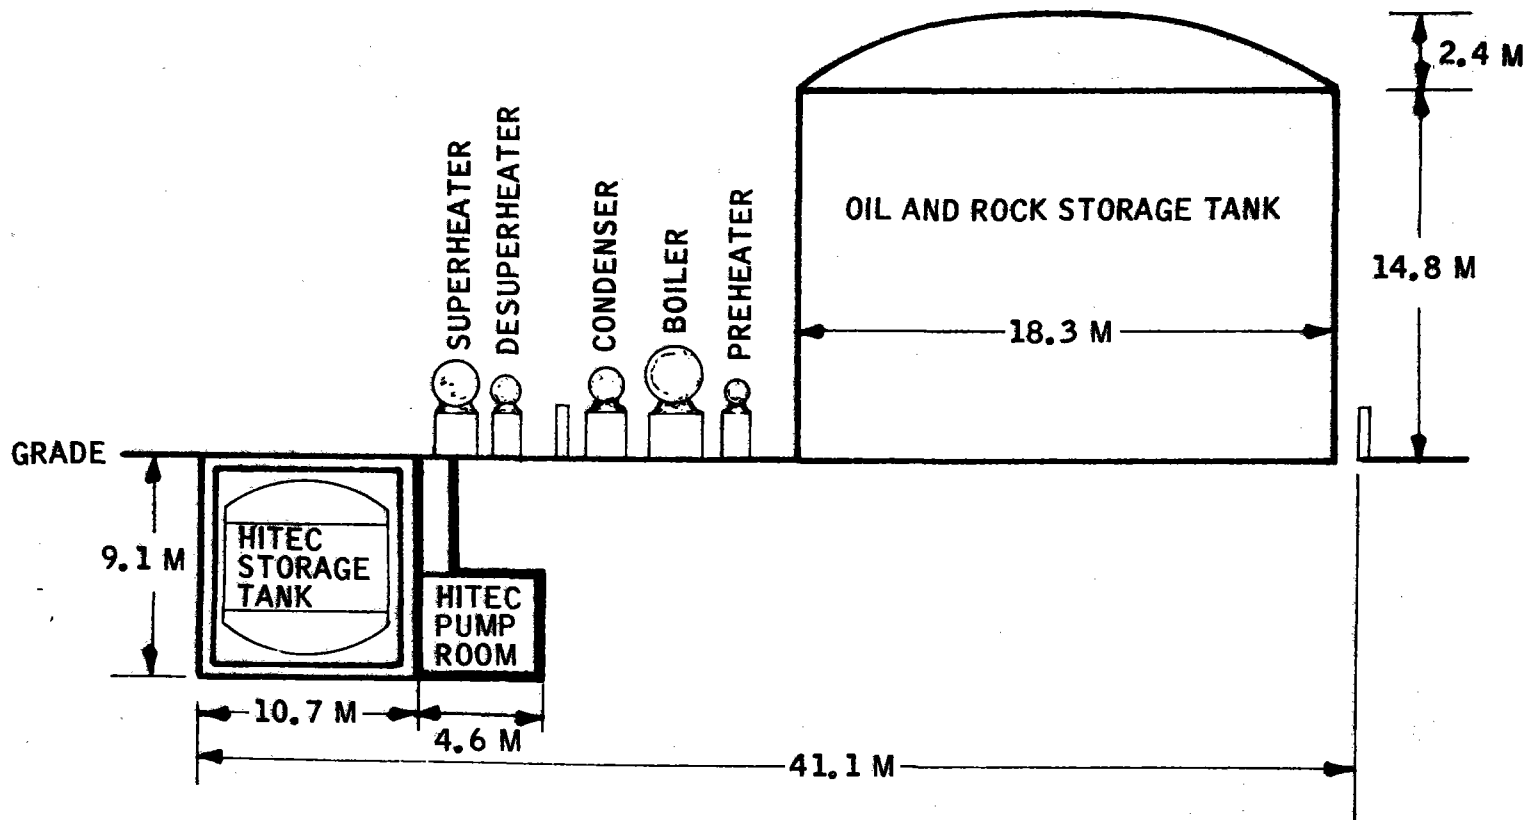 2.4 M
SUPERHEATER
DESUPERHEATER
CONDENSER
BOILER
PREHEATER
OIL AND ROCK STORAGE TANK
14.8 M
18.3 M
GRADE
9.1 M
HITEC
STORAGE
TANK
HITEC
PUMP
ROOM
10.7 M
4.6 M
41.1 M